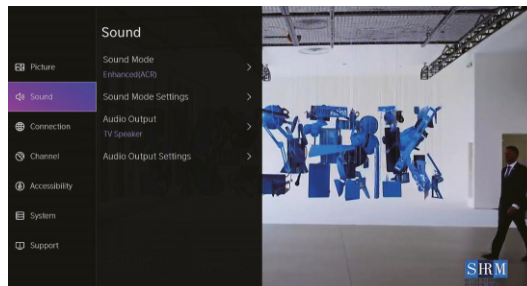 Sound
Picture
Sound
Connection
Channel
Accessibility
System
Support
Sound Mode
Enhanced(ACR)
Sound Mode Settings
Audio Output
TV Speaker
Audio Output Settings
SHRM